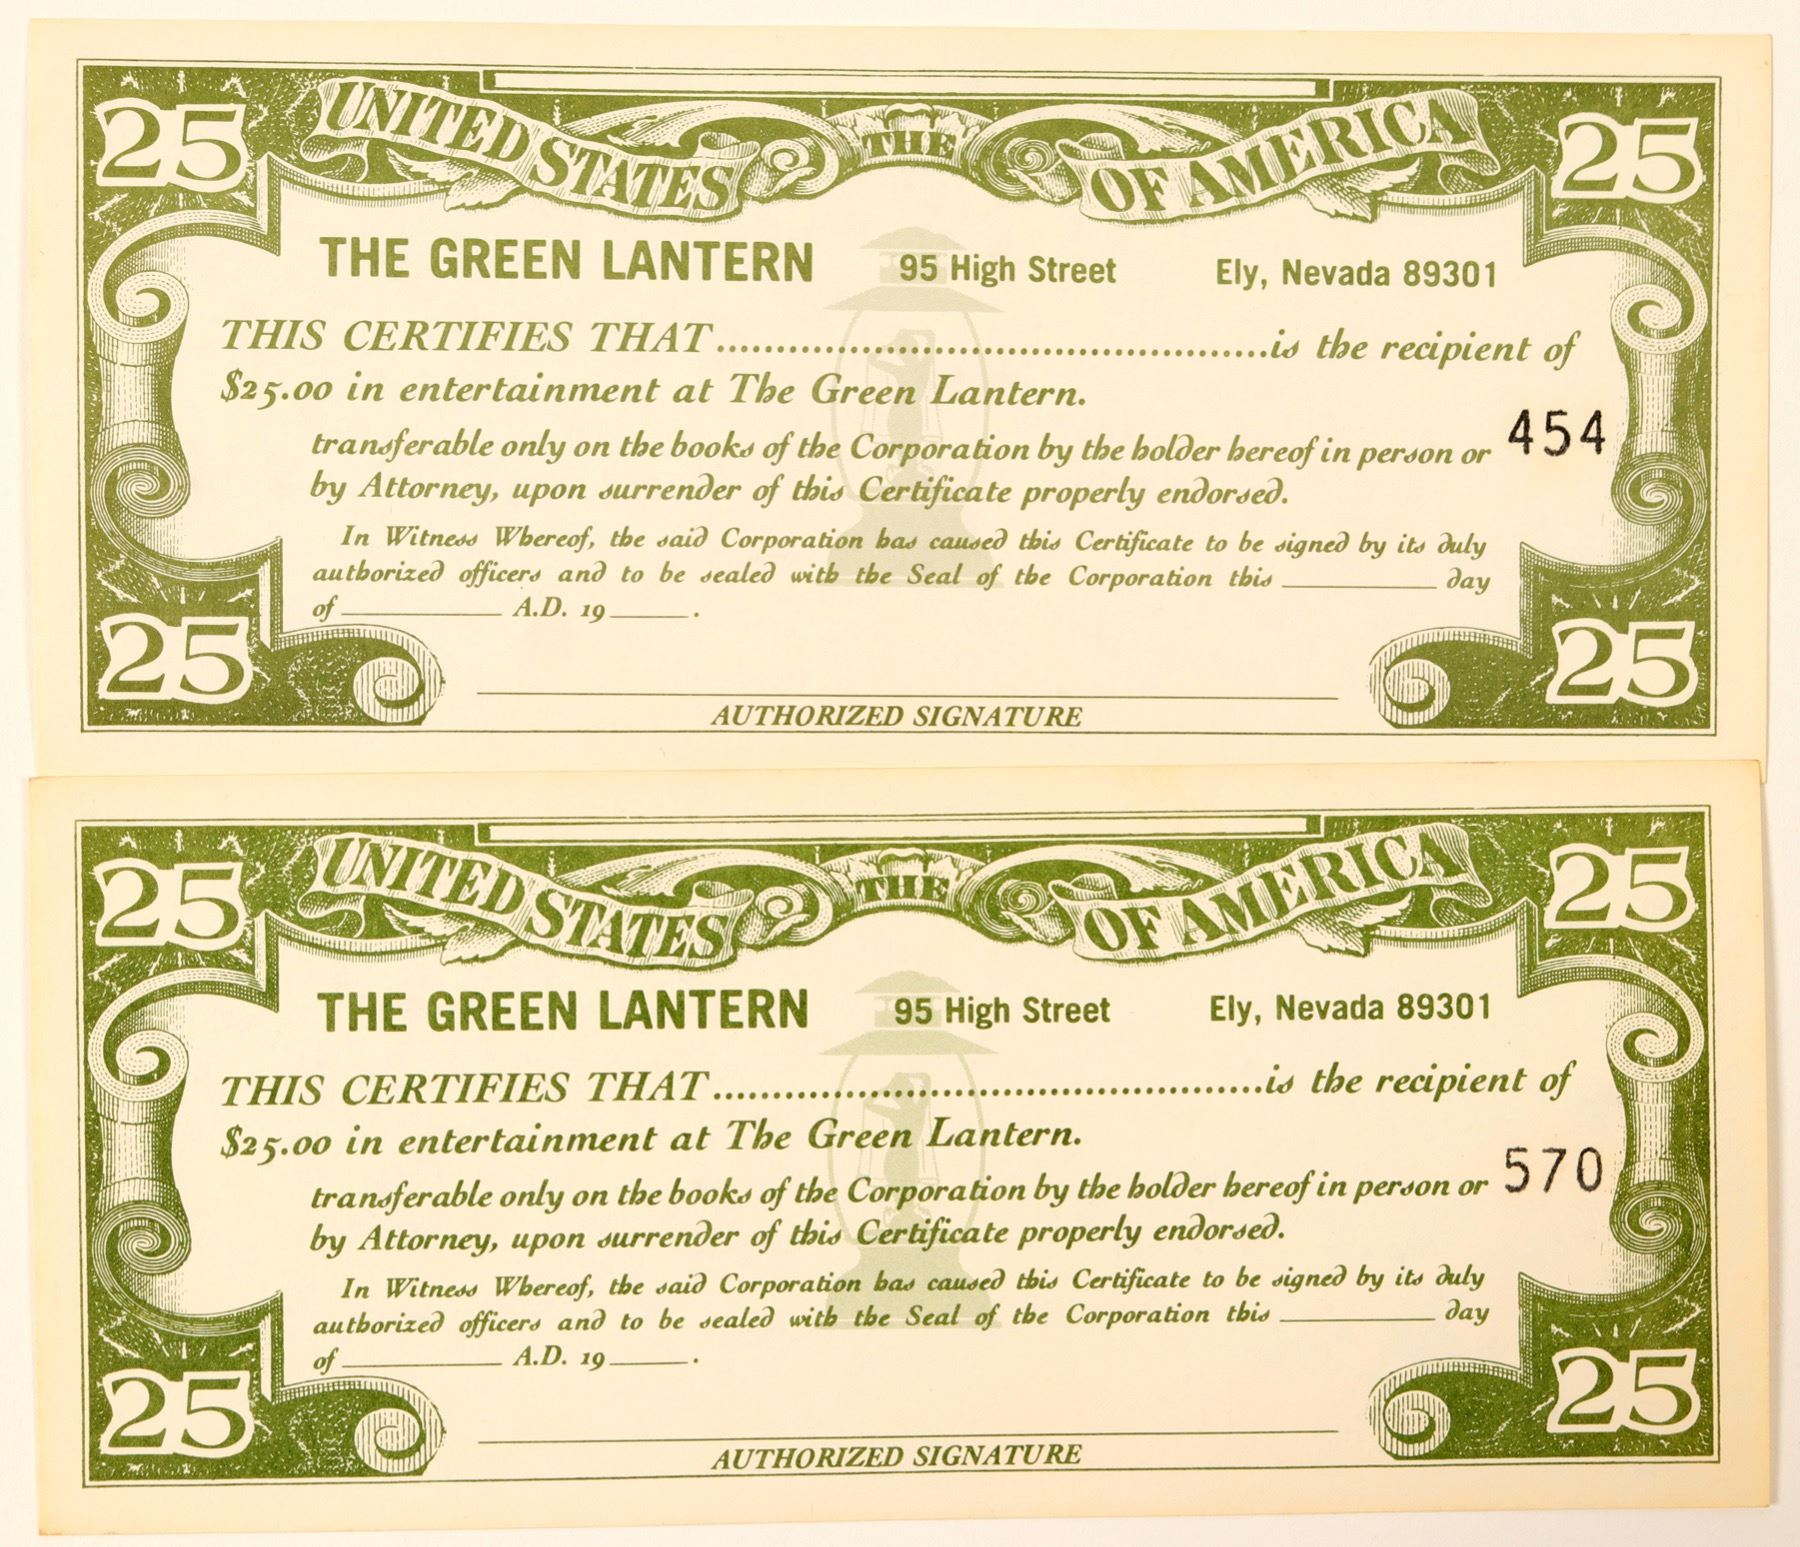 25 UNITED STATES THE OF AMERICA 25
THE GREEN LANTERN 95 High Street Ely, Nevada 89301
THIS CERTIFIES THAT..............................................is the recipient of
$25.00 in entertainment at The Green Lantern.
transferable only on the books of the Corporation by the holder hereof in person or 454
by Attorney, upon surrender of this Certificate properly endorsed.
In Witness Whereof, the said Corporation has caused this Certificate to be signed by its duly
authorized officers and to be sealed with the Seal of the Corporation this ___________ day
of ___________ A.D. 19______.
25 25
AUTHORIZED SIGNATURE
25 UNITED STATES THE OF AMERICA 25
THE GREEN LANTERN 95 High Street Ely, Nevada 89301
THIS CERTIFIES THAT..............................................is the recipient of
$25.00 in entertainment at The Green Lantern.
transferable only on the books of the Corporation by the holder hereof in person or 570
by Attorney, upon surrender of this Certificate properly endorsed.
In Witness Whereof, the said Corporation has caused this Certificate to be signed by its duly
authorized officers and to be sealed with the Seal of the Corporation this ___________ day
of ___________ A.D. 19______.
25 25
AUTHORIZED SIGNATURE